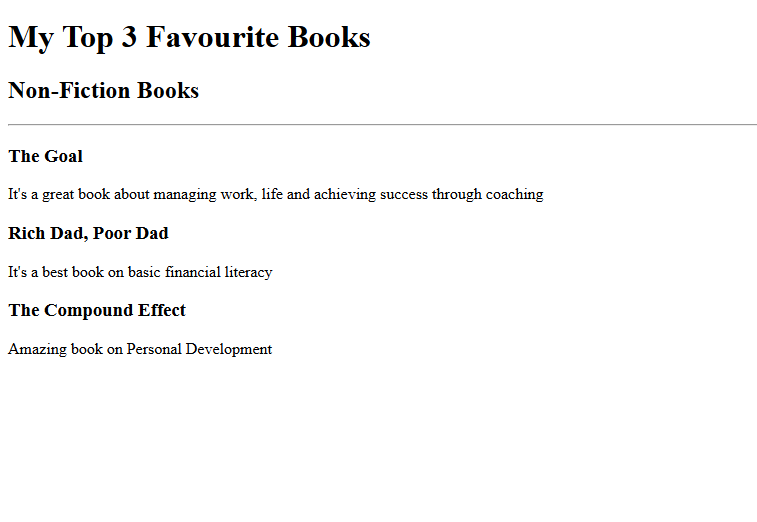 My Top 3 Favourite Books
Non-Fiction Books
The Goal
It's a great book about managing work, life and achieving success through coaching
Rich Dad, Poor Dad
It's a best book on basic financial literacy
The Compound Effect
Amazing book on Personal Development